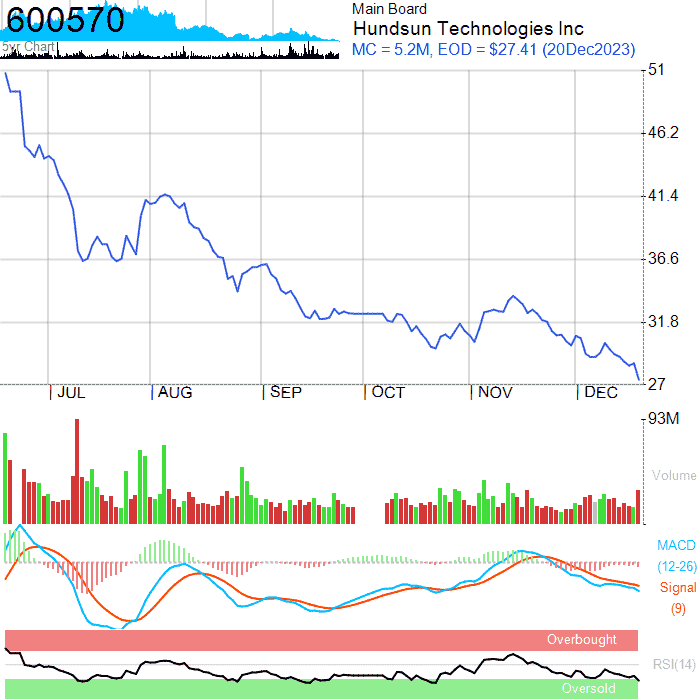 600570
5yr Chart
Main Board
Hundsun Technologies Inc
MC = 5.2M, EOD = $27.41 (20Dec2023)
51
46.2
41.4
36.6
31.8
27
JUL
AUG
SEP
OCT
NOV
DEC
93M
Volume
MACD
(12-26)
Signal
(9)
Overbought
RSI(14)
Oversold